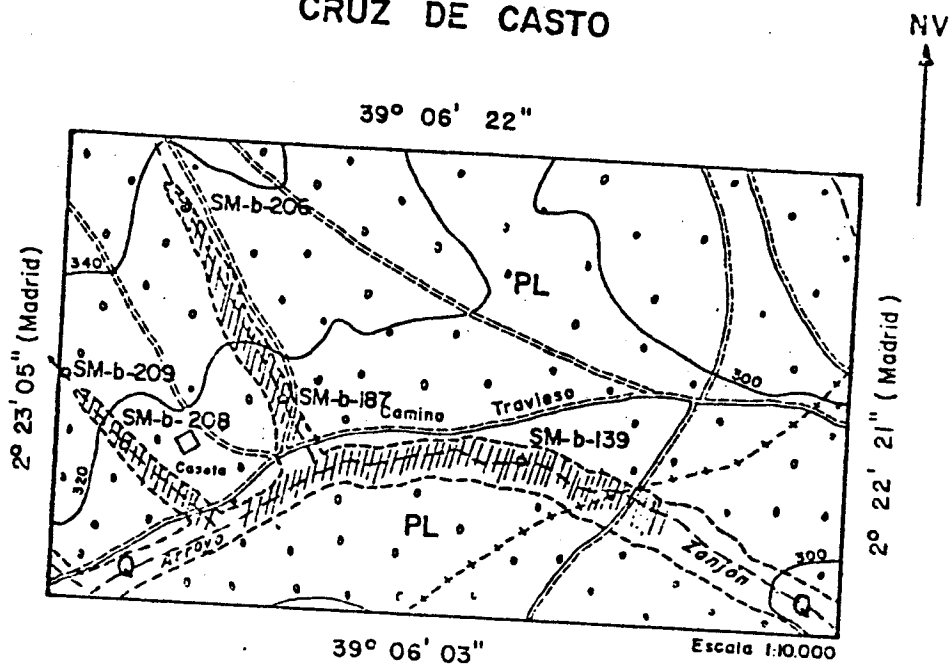 CRUZ DE CASTO
NV
39° 06' 22"
SM-b-206
340
PL
2° 23' 05" (Madrid)
2° 22' 21" (Madrid)
SM-b-209
300
SM-b-187
Camino Travieso
SM-b-208
SM-b-139
Caseta
320
PL
Arroyo
Zanjon
300
Q
Q
39° 06' 03"
Escala 1:10.000